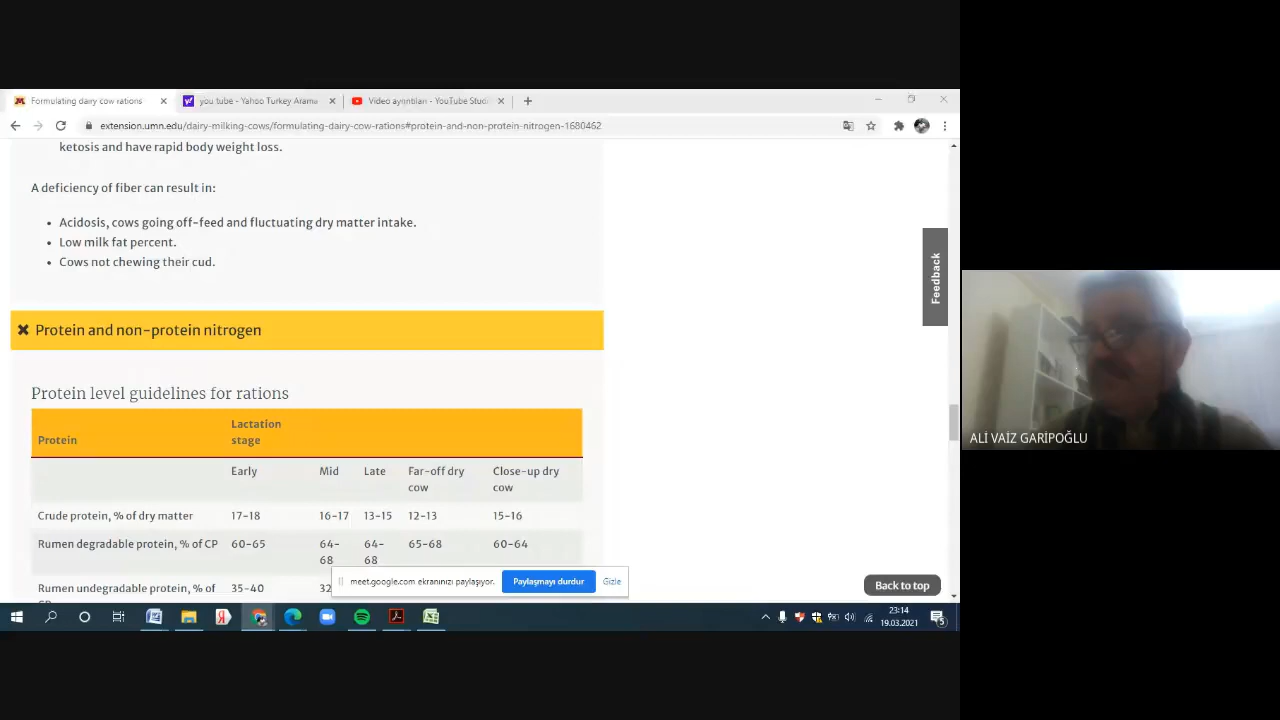 Formulating dairy cow rations
you tube - Yahoo Turkey Arama
Video ayrıntıları - YouTube Studi
extension.umn.edu/dairy-milking-cows/formulating-dairy-cow-rations#protein-and-non-protein-nitrogen-1680462
ketosis and have rapid body weight loss.
A deficiency of fiber can result in:
• Acidosis, cows going off-feed and fluctuating dry matter intake.
• Low milk fat percent.
• Cows not chewing their cud.
Feedback
Protein and non-protein nitrogen
Protein level guidelines for rations
Protein Lactation
stage
Early Mid Late Far-off dry Close-up dry
cow cow
Crude protein, % of dry matter 17-18 16-17 13-15 12-13 15-16
Rumen degradable protein, % of CP 60-65 64- 64- 65-68 60-64
68 68
Rumen undegradable protein, % of 35-40 32
meet.google.com ekranınızı paylaşıyor. Paylaşmayı durdur Gizle
Back to top
23:14
19.03.2021
5
ALİ VAİZ GARİPOĞLU